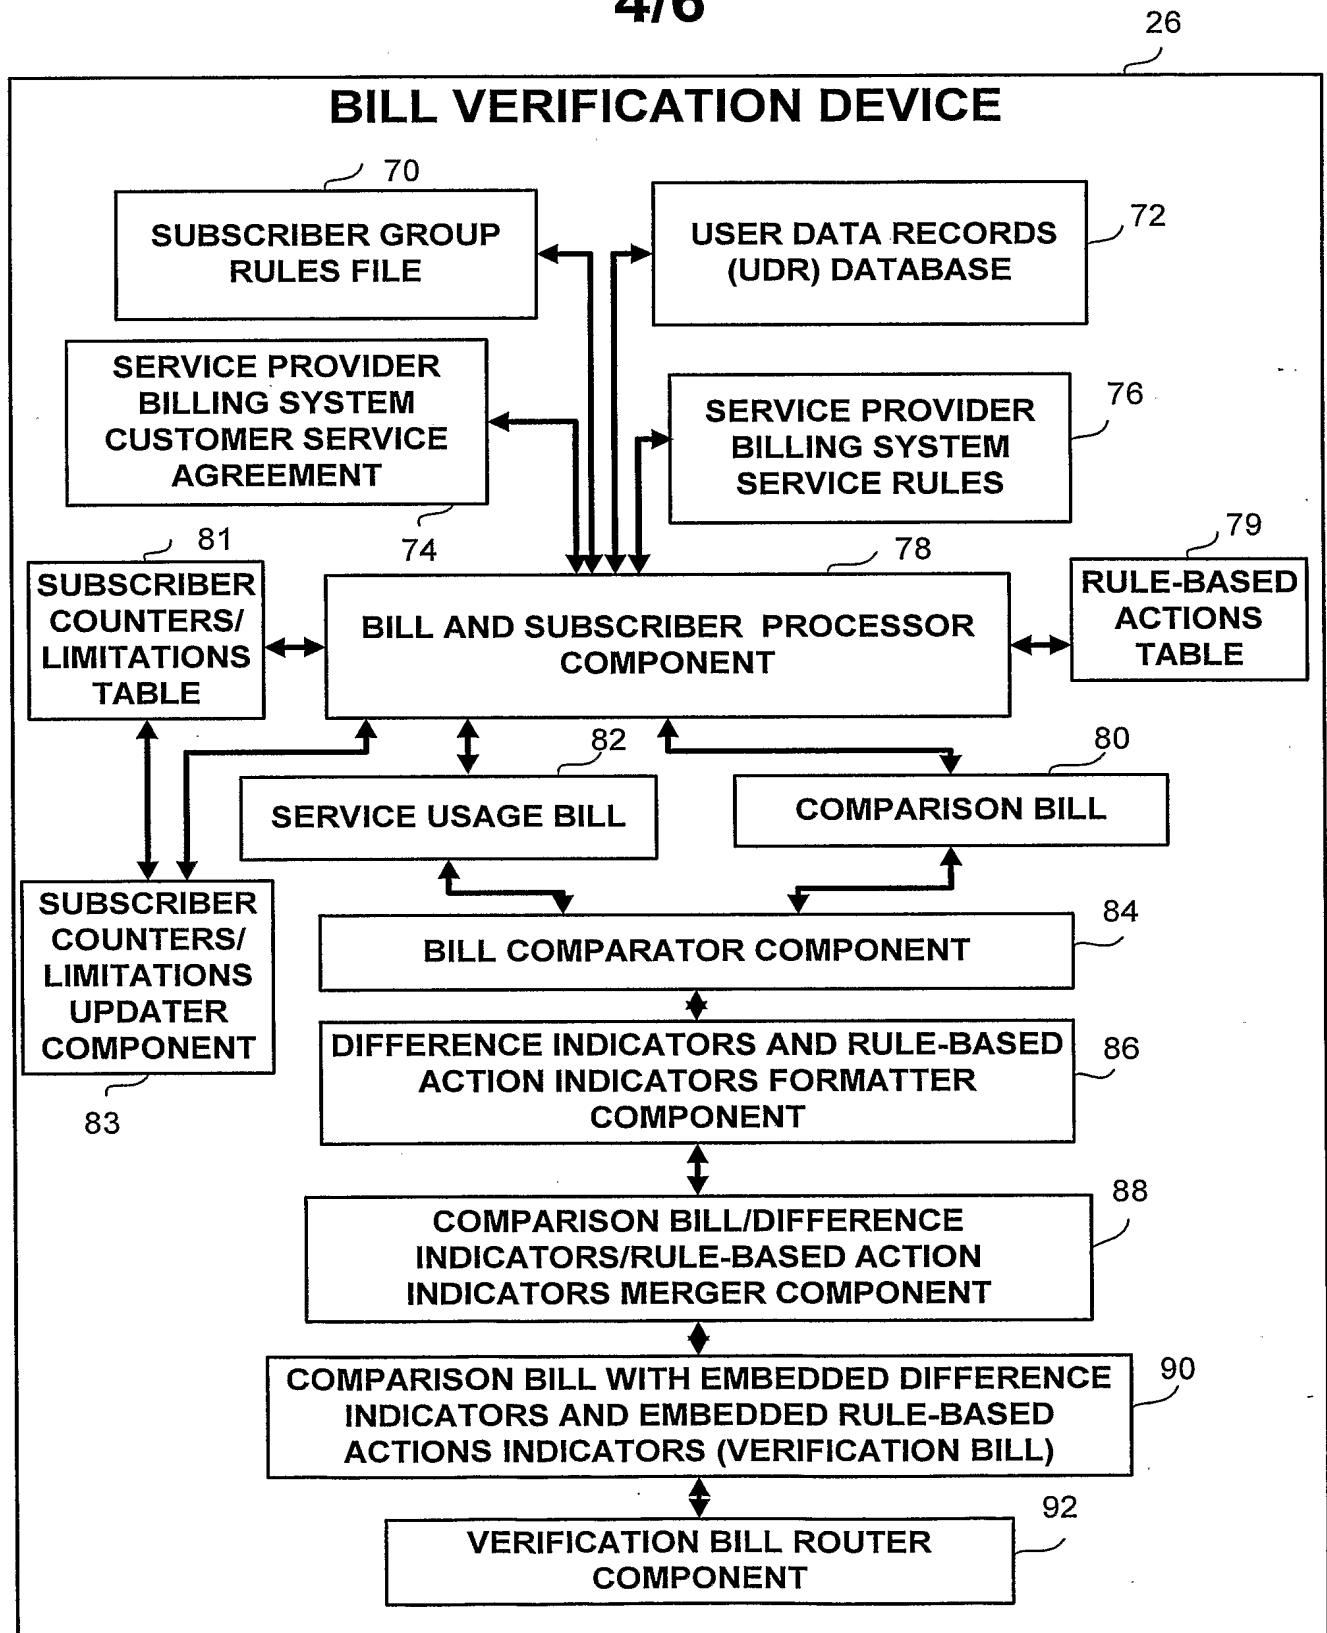 4/6
26
BILL VERIFICATION DEVICE
70
SUBSCRIBER GROUP
RULES FILE
72
USER DATA RECORDS
(UDR) DATABASE
SERVICE PROVIDER
BILLING SYSTEM
CUSTOMER SERVICE
AGREEMENT
74
76
SERVICE PROVIDER
BILLING SYSTEM
SERVICE RULES
81
SUBSCRIBER
COUNTERS/
LIMITATIONS
TABLE
78
BILL AND SUBSCRIBER PROCESSOR
COMPONENT
79
RULE-BASED
ACTIONS
TABLE
82
SERVICE USAGE BILL
80
COMPARISON BILL
SUBSCRIBER
COUNTERS/
LIMITATIONS
UPDATER
COMPONENT
83
84
BILL COMPARATOR COMPONENT
DIFFERENCE INDICATORS AND RULE-BASED
ACTION INDICATORS FORMATTER
COMPONENT
86
88
COMPARISON BILL/DIFFERENCE
INDICATORS/RULE-BASED ACTION
INDICATORS MERGER COMPONENT
90
COMPARISON BILL WITH EMBEDDED DIFFERENCE
INDICATORS AND EMBEDDED RULE-BASED
ACTIONS INDICATORS (VERIFICATION BILL)
92
VERIFICATION BILL ROUTER
COMPONENT